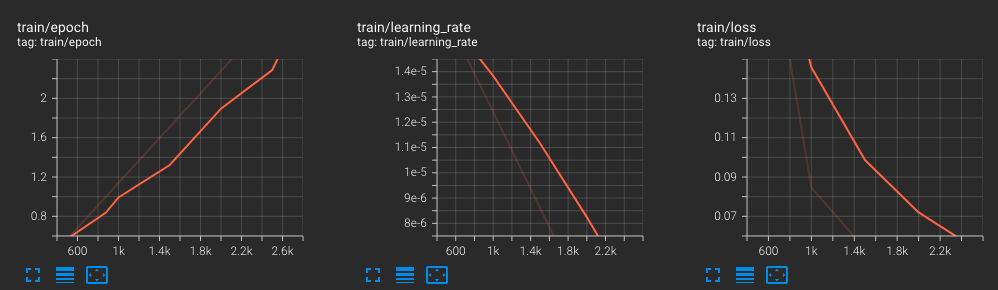 train/epoch
tag: train/epoch
2
1.6
1.2
0.8
600 1k 1.4k 1.8k 2.2k 2.6k
train/learning_rate
tag: train/learning_rate
1.4e-5
1.3e-5
1.2e-5
1.1e-5
1e-5
9e-6
8e-6
600 1k 1.4k 1.8k 2.2k
train/loss
tag: train/loss
0.13
0.11
0.09
0.07
600 1k 1.4k 1.8k 2.2k